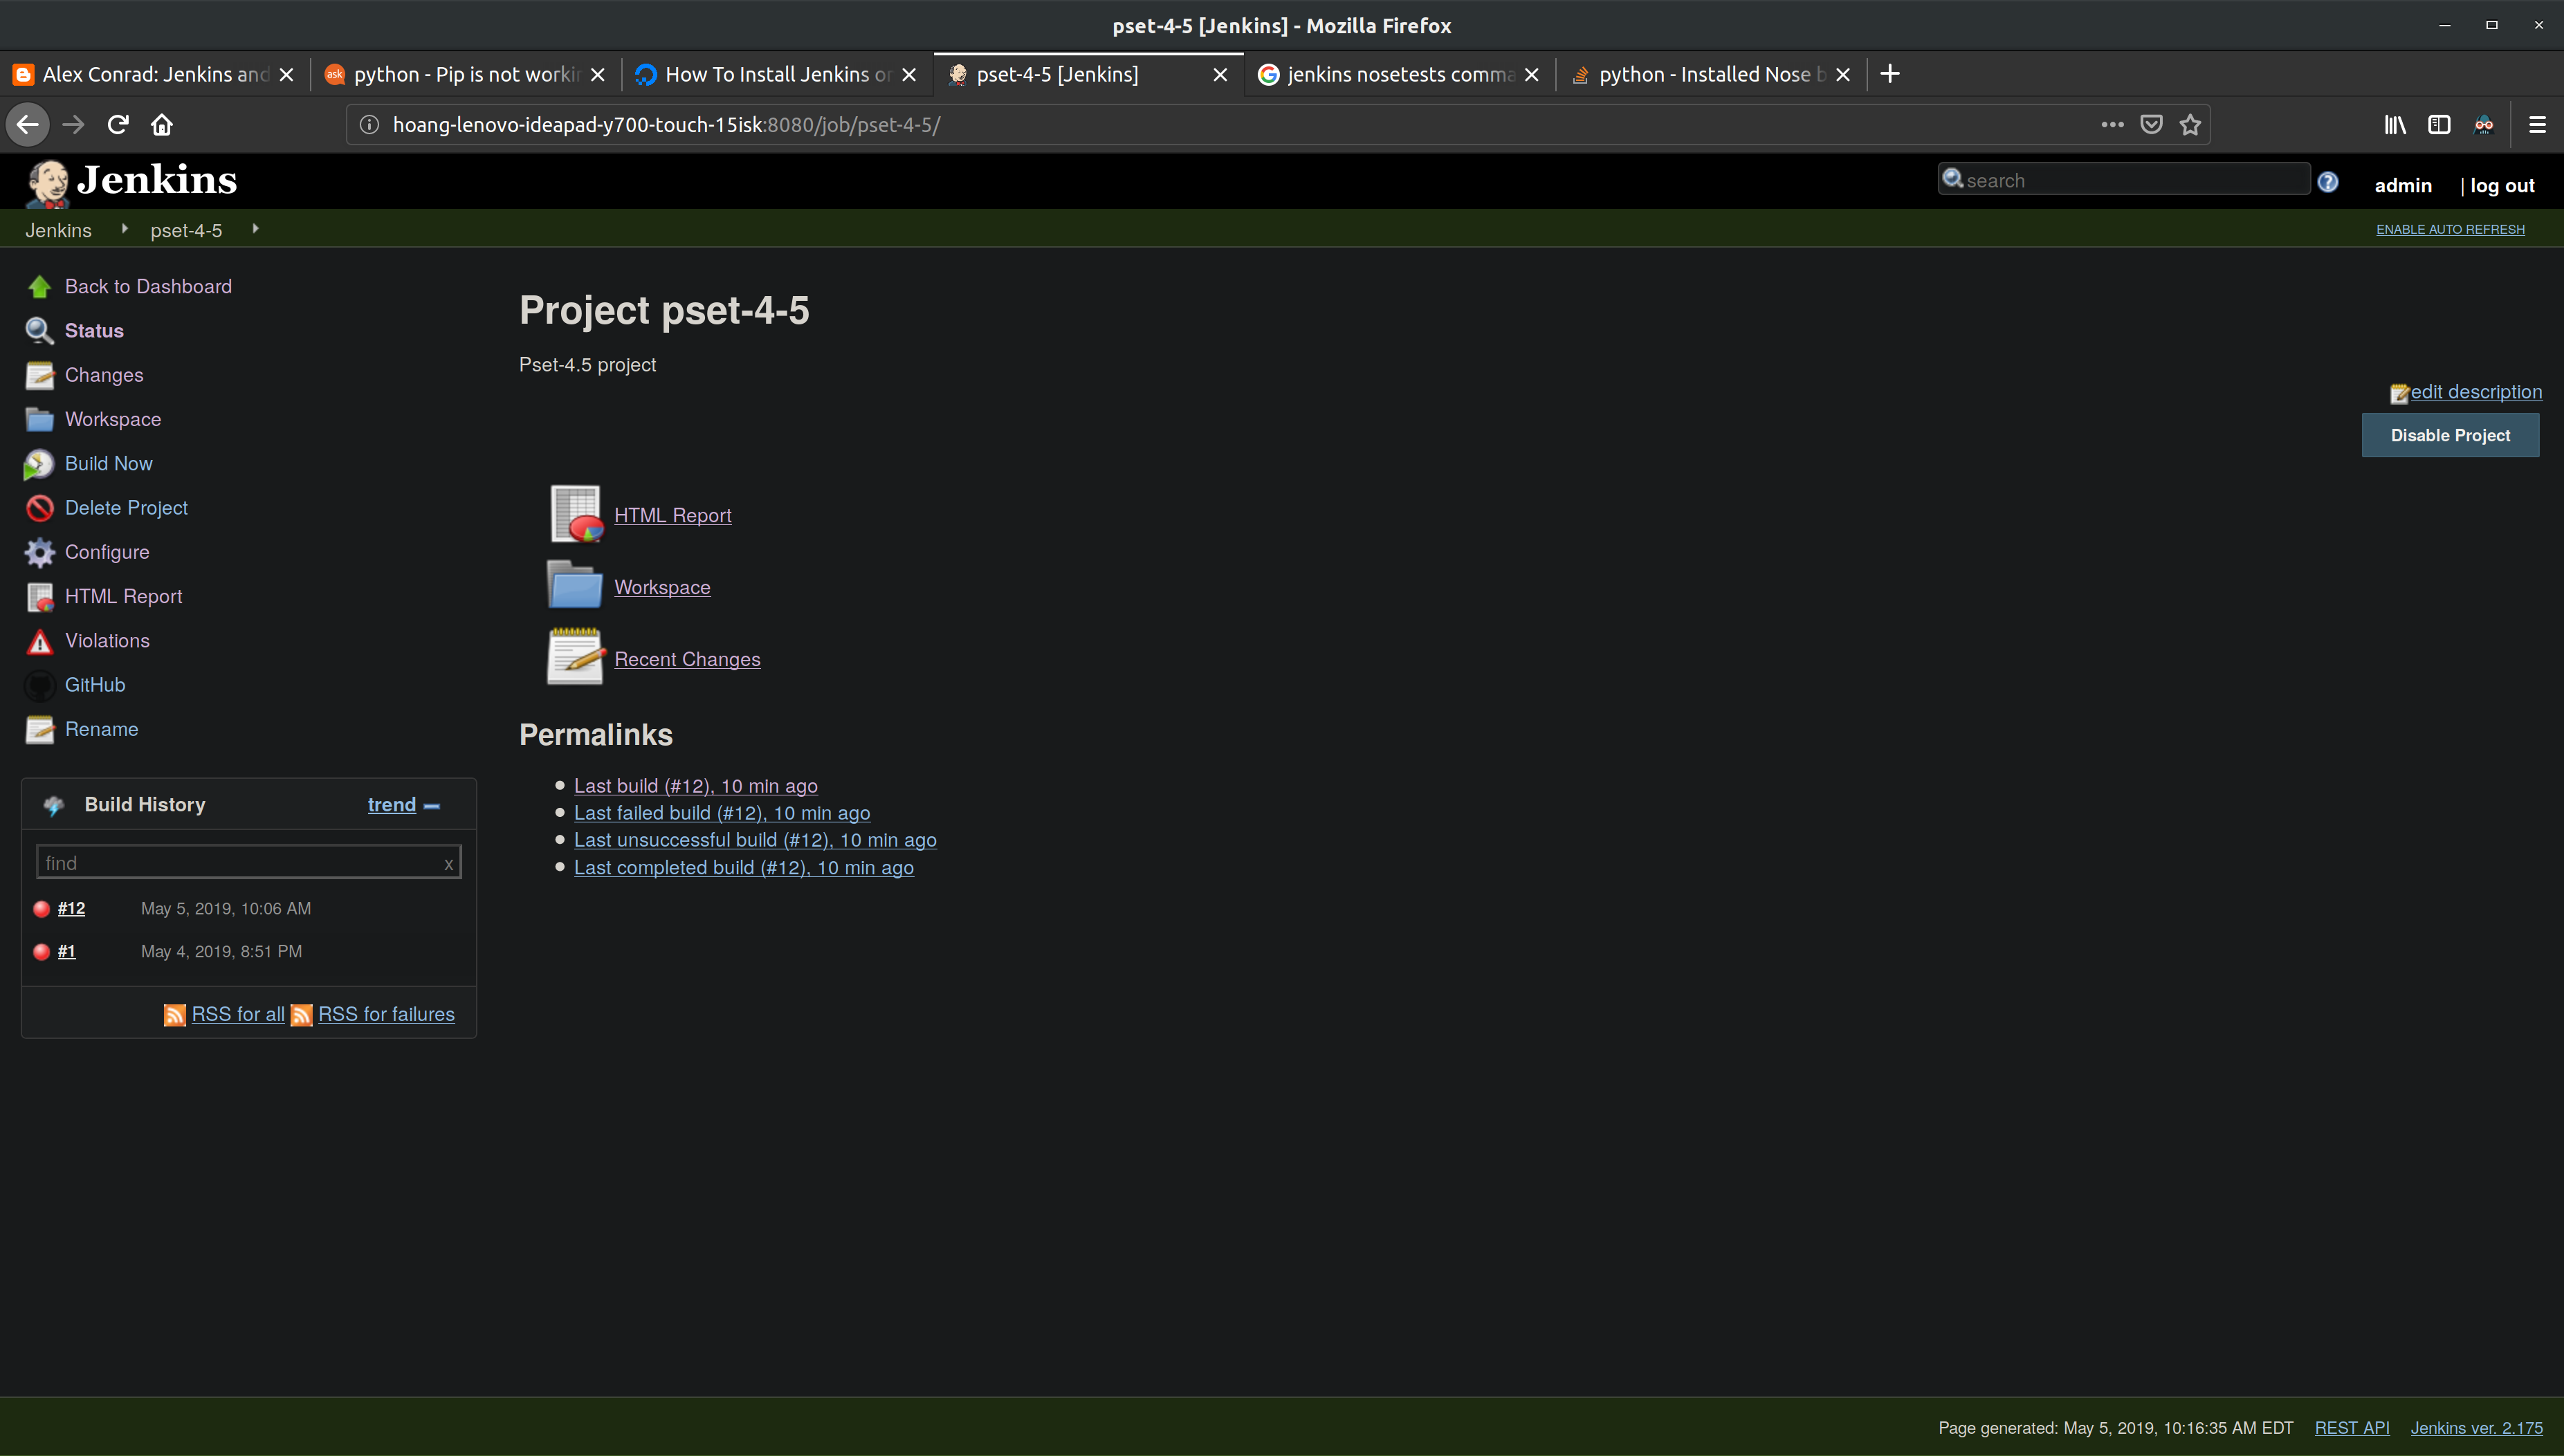 pset-4-5 [Jenkins] - Mozilla Firefox
Alex Conrad: Jenkins and
ask python - Pip is not workin
How To Install Jenkins on
pset-4-5 [Jenkins]
jenkins nosetests comma
python - Installed Nose b
hoang-lenovo-ideapad-y700-touch-15isk:8080/job/pset-4-5/
Jenkins
search
admin
| log out
Jenkins
pset-4-5
ENABLE AUTO REFRESH
Back to Dashboard
Status
Changes
Workspace
Build Now
Delete Project
Configure
HTML Report
Violations
GitHub
Rename
Build History
trend
find
x
#12 May 5, 2019, 10:06 AM
#1 May 4, 2019, 8:51 PM
RSS for all RSS for failures
Project pset-4-5
Pset-4.5 project
edit description
Disable Project
HTML Report
Workspace
Recent Changes
Permalinks
Last build (#12), 10 min ago
Last failed build (#12), 10 min ago
Last unsuccessful build (#12), 10 min ago
Last completed build (#12), 10 min ago
Page generated: May 5, 2019, 10:16:35 AM EDT REST API Jenkins ver. 2.175